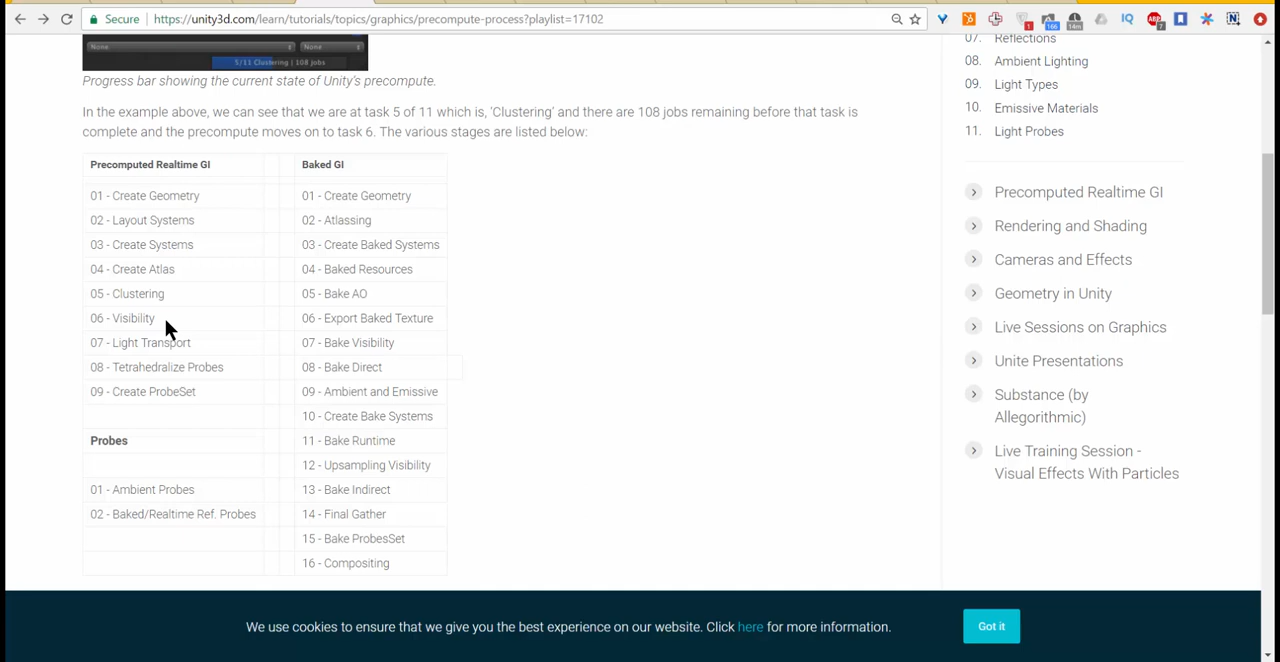 Secure https://unity3d.com/learn/tutorials/topics/graphics/precompute-process?playlist=17102
None None
5/11 Clustering | 108 jobs
Progress bar showing the current state of Unity's precompute.
In the example above, we can see that we are at task 5 of 11 which is, 'Clustering' and there are 108 jobs remaining before that task is
complete and the precompute moves on to task 6. The various stages are listed below:
Precomputed Realtime GI Baked GI
01 - Create Geometry 01 - Create Geometry
02 - Layout Systems 02 - Atlassing
03 - Create Systems 03 - Create Baked Systems
04 - Create Atlas 04 - Baked Resources
05 - Clustering 05 - Bake AO
06 - Visibility 06 - Export Baked Texture
07 - Light Transport 07 - Bake Visibility
08 - Tetrahedralize Probes 08 - Bake Direct
09 - Create ProbeSet 09 - Ambient and Emissive
10 - Create Bake Systems
Probes 11 - Bake Runtime
12 - Upsampling Visibility
01 - Ambient Probes 13 - Bake Indirect
02 - Baked/Realtime Ref. Probes 14 - Final Gather
15 - Bake ProbesSet
16 - Compositing
07. Reflections
08. Ambient Lighting
09. Light Types
10. Emissive Materials
11. Light Probes
Precomputed Realtime GI
Rendering and Shading
Cameras and Effects
Geometry in Unity
Live Sessions on Graphics
Unite Presentations
Substance (by
Allegorithmic)
Live Training Session -
Visual Effects With Particles
We use cookies to ensure that we give you the best experience on our website. Click here for more information.
Got it